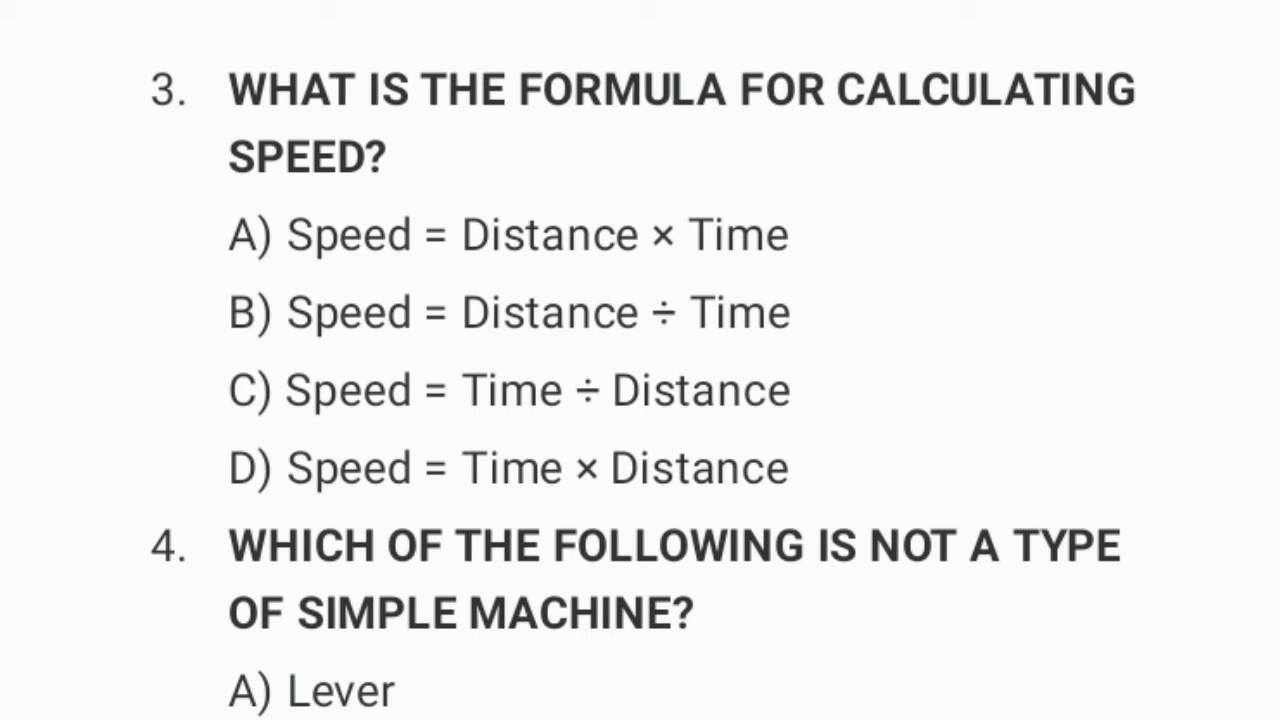 3. WHAT IS THE FORMULA FOR CALCULATING
SPEED?
A) Speed = Distance × Time
B) Speed = Distance ÷ Time
C) Speed = Time ÷ Distance
D) Speed = Time × Distance
4. WHICH OF THE FOLLOWING IS NOT A TYPE
OF SIMPLE MACHINE?
A) Lever